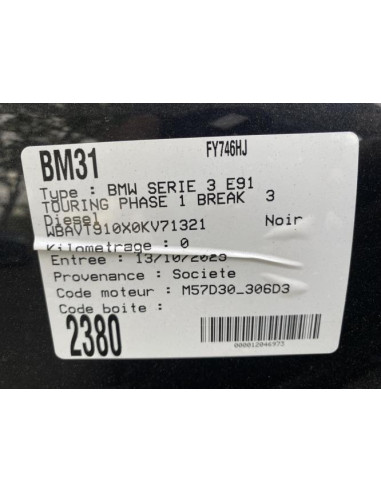 BM31 FY746HJ
Type : BMW SERIE 3 E91
TOURING PHASE 1 BREAK 3
Diesel Noir
WBAVT910X0KV71321
Kilometrage : 0
Entree : 13/10/2023
Provenance : Societe
Code moteur : M57D30_306D3
Code boite :
2380
000012046973